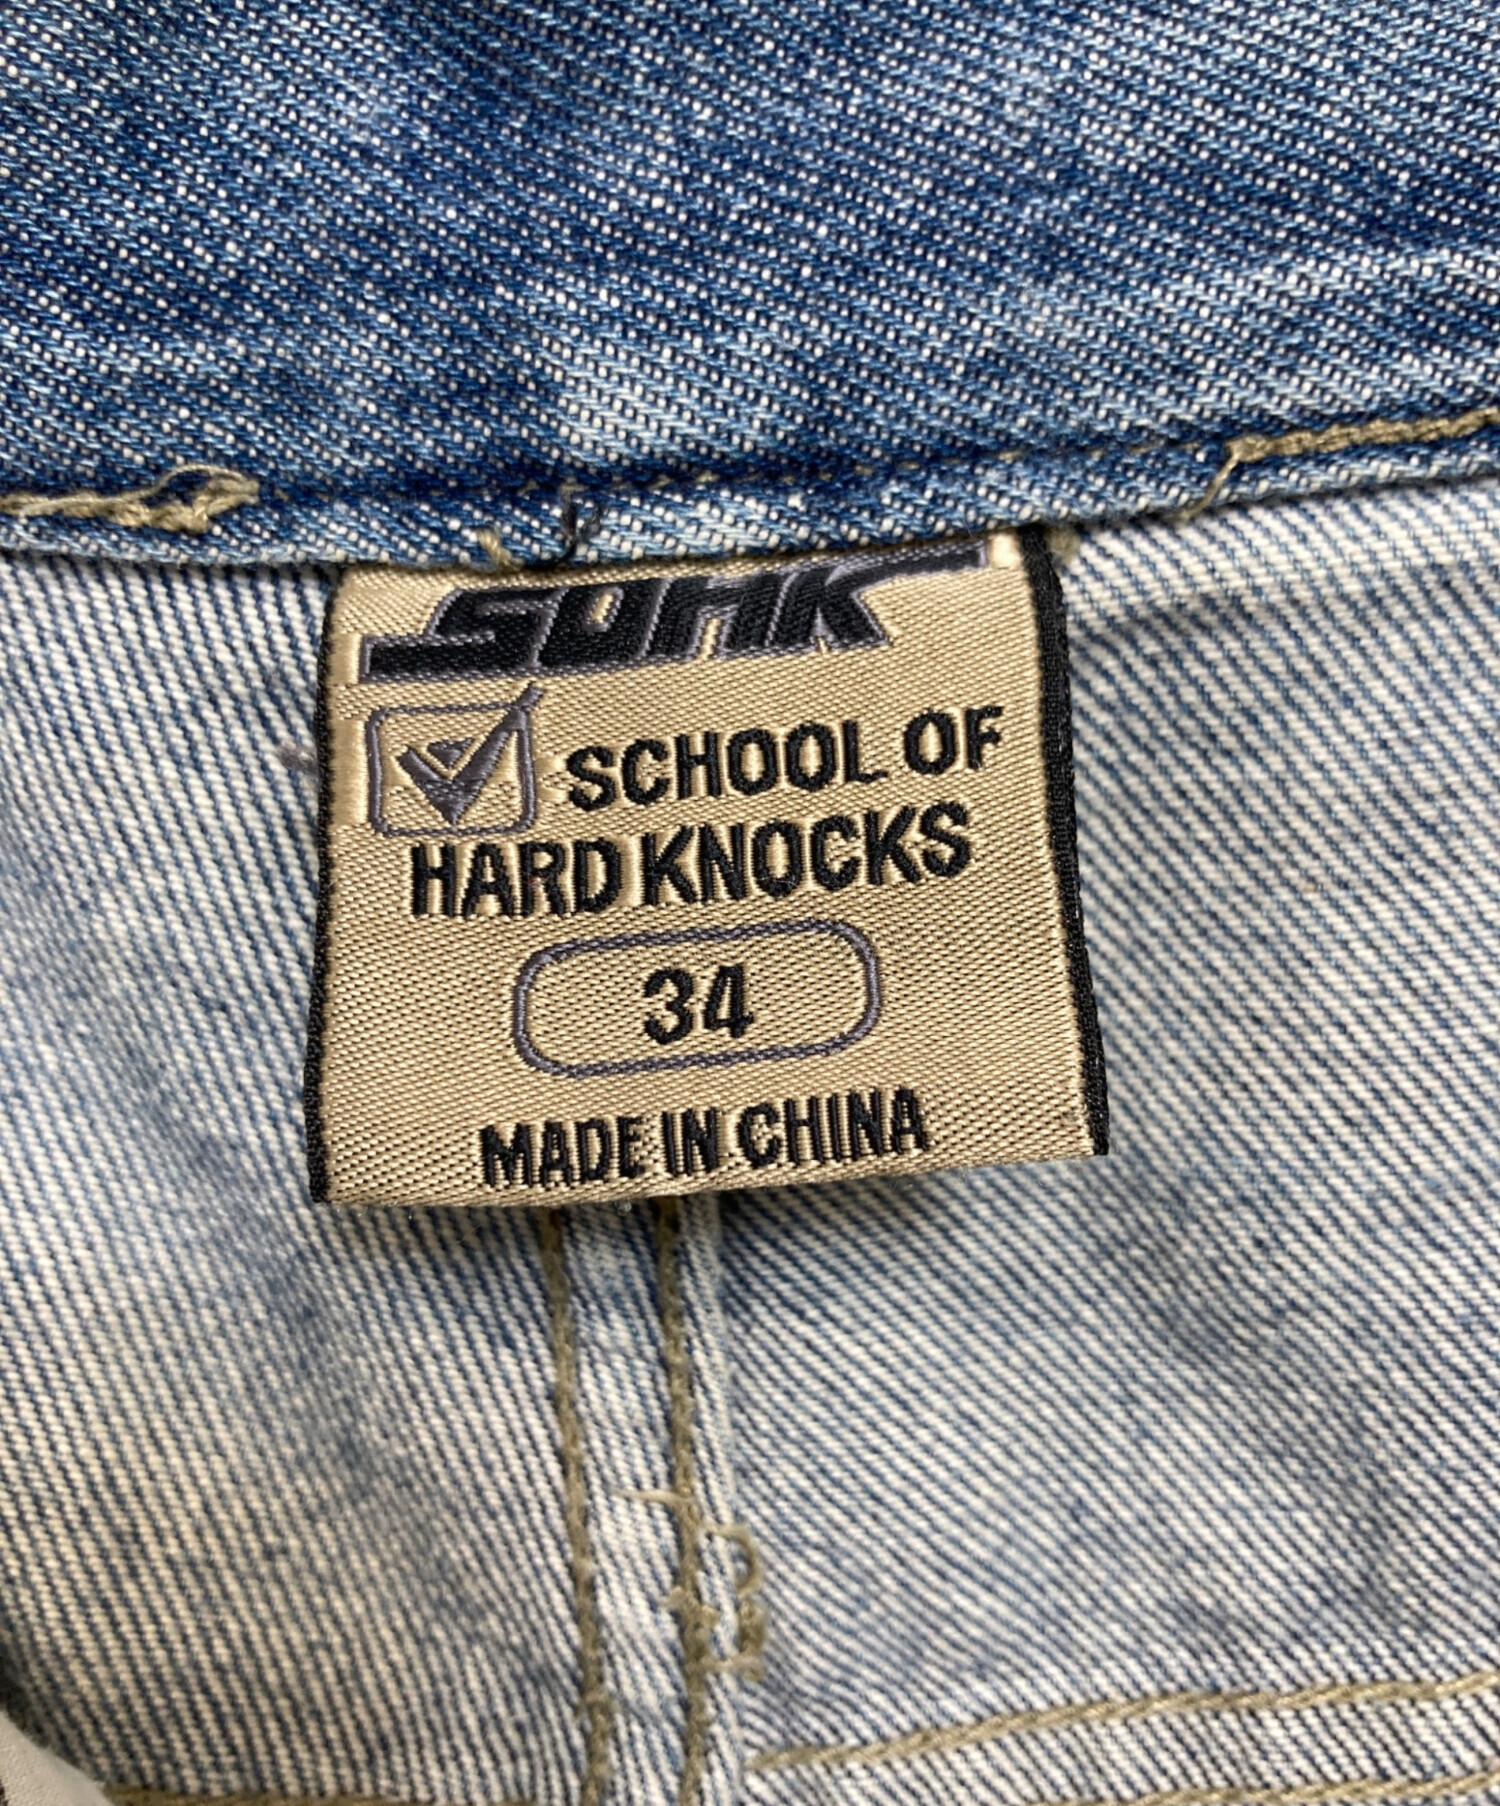 SOHK
SCHOOL OF
HARD KNOCKS
34
MADE IN CHINA